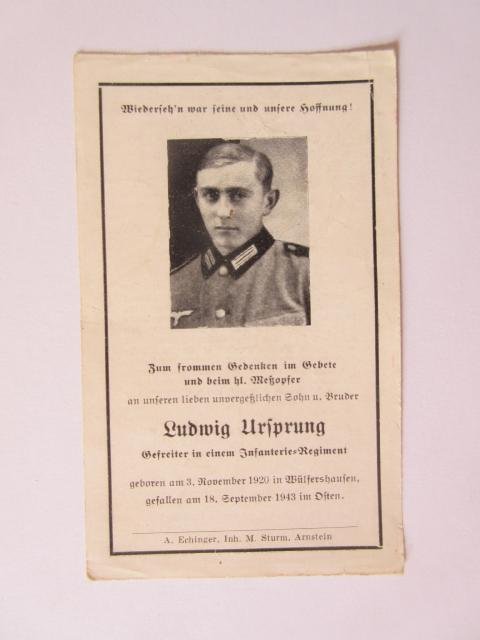 Wiederseh'n war seine und unsere Hoffnung!
Zum frommen Gedenken im Gebete
und beim hl. Meßopfer
an unseren lieben unvergeßlichen Sohn u. Bruder
Ludwig Ursprung
Gefreiter in einem Infanterie-Regiment
geboren am 3. November 1920 in Wülfershausen,
gefallen am 18. September 1943 im Osten.
A. Echinger, Inh. M. Sturm, Arnstein